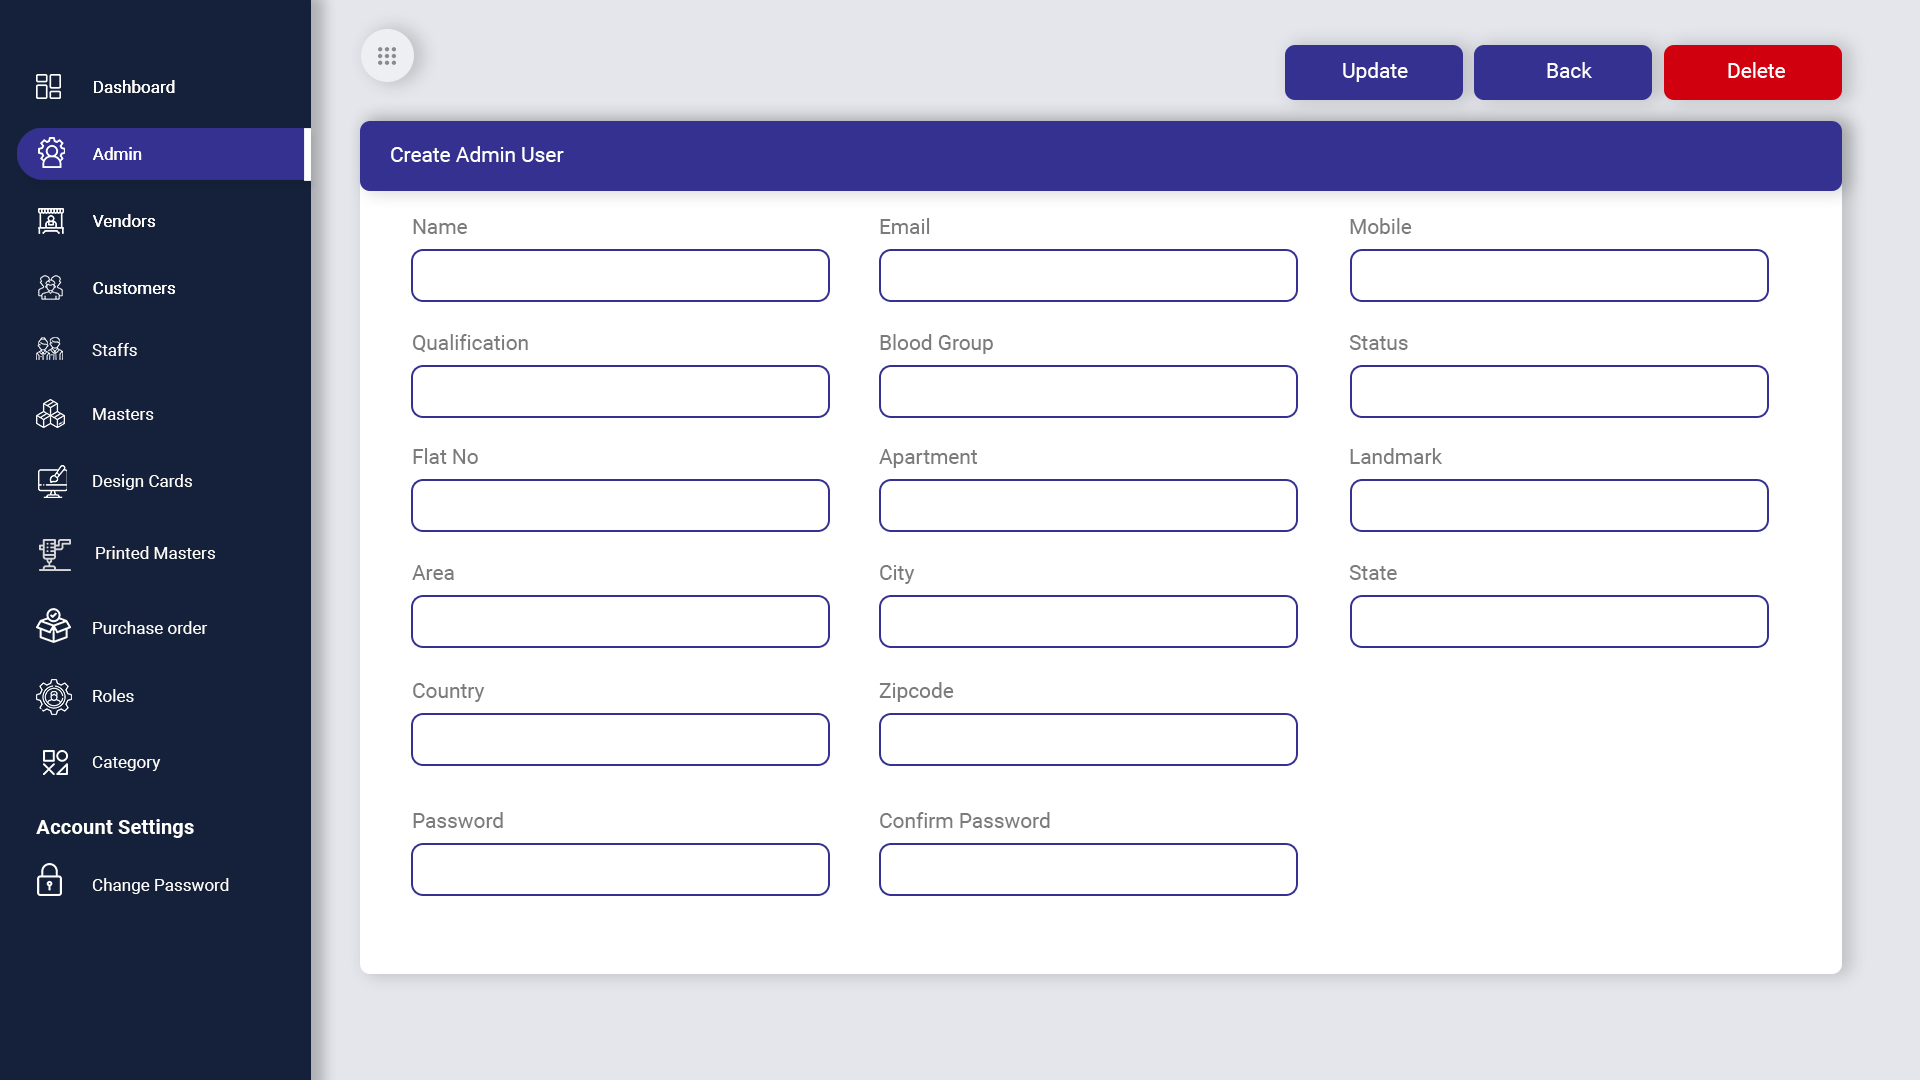 Dashboard
Admin
Vendors
Customers
Staffs
Masters
Design Cards
Printed Masters
Purchase order
Roles
Category
Account Settings
Change Password
Update
Back
Delete
Create Admin User
Name
Email
Mobile
Qualification
Blood Group
Status
Flat No
Apartment
Landmark
Area
City
State
Country
Zipcode
Password
Confirm Password